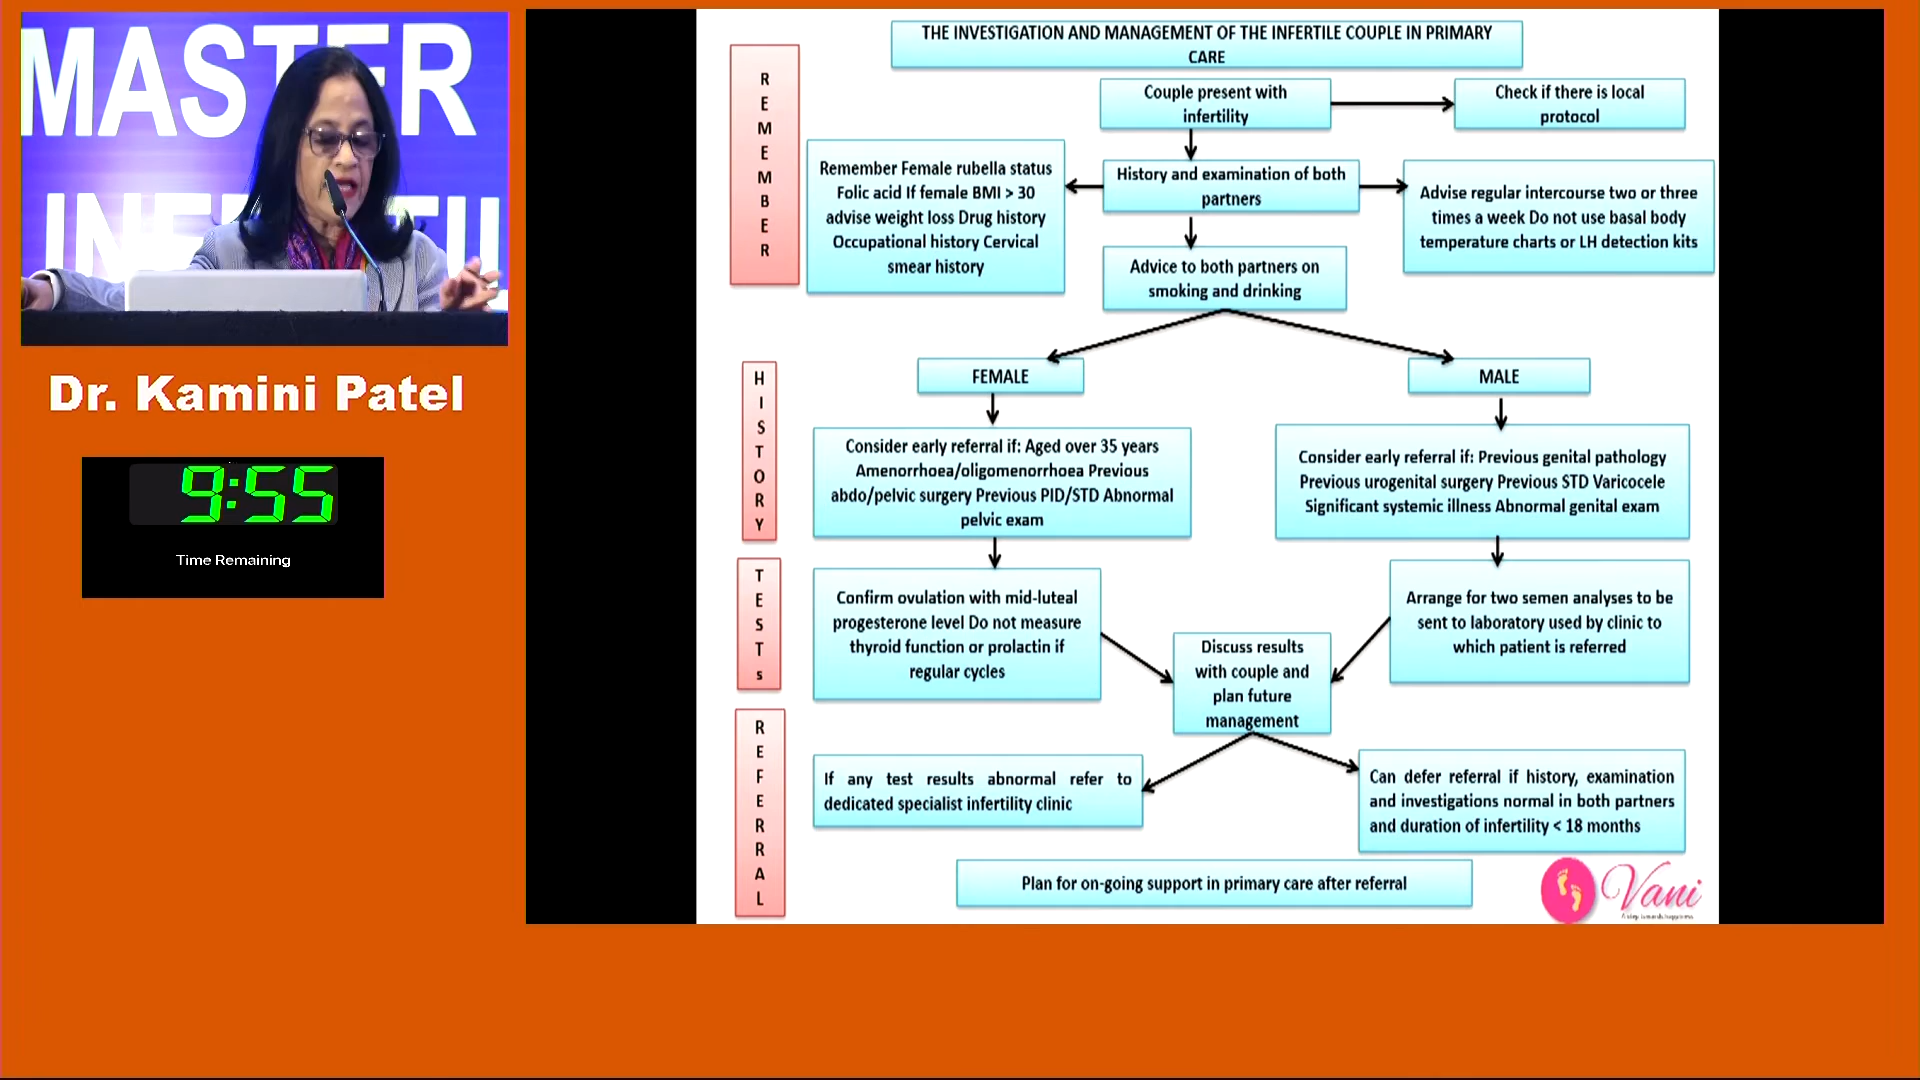 MASTER
INFERTIL
Dr. Kamini Patel
9:55
Time Remaining
THE INVESTIGATION AND MANAGEMENT OF THE INFERTILE COUPLE IN PRIMARY
CARE
REMEMBER
Couple present with
infertility
Check if there is local
protocol
Remember Female rubella status
Folic acid If female BMI > 30
advise weight loss Drug history
Occupational history Cervical
smear history
History and examination of both
partners
Advise regular intercourse two or three
times a week Do not use basal body
temperature charts or LH detection kits
Advice to both partners on
smoking and drinking
HISTORY
FEMALE
MALE
Consider early referral if: Aged over 35 years
Amenorrhoea/oligomenorrhoea Previous
abdo/pelvic surgery Previous PID/STD Abnormal
pelvic exam
Consider early referral if: Previous genital pathology
Previous urogenital surgery Previous STD Varicocele
Significant systemic illness Abnormal genital exam
TESTs
Confirm ovulation with mid-luteal
progesterone level Do not measure
thyroid function or prolactin if
regular cycles
Discuss results
with couple and
plan future
management
Arrange for two semen analyses to be
sent to laboratory used by clinic to
which patient is referred
REFERRAL
If any test results abnormal refer to
dedicated specialist infertility clinic
Can defer referral if history, examination
and investigations normal in both partners
and duration of infertility < 18 months
Plan for on-going support in primary care after referral
Vani
A step towards happiness